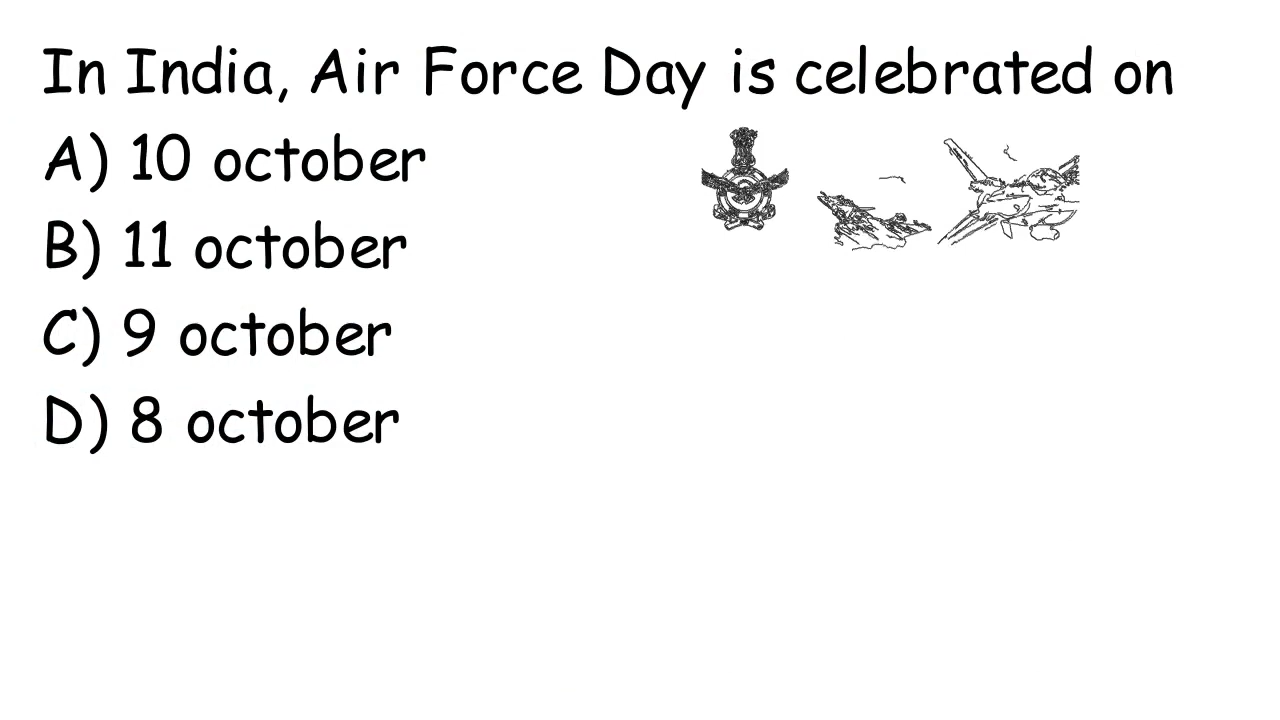 In India, Air Force Day is celebrated on
A) 10 october
B) 11 october
C) 9 october
D) 8 october